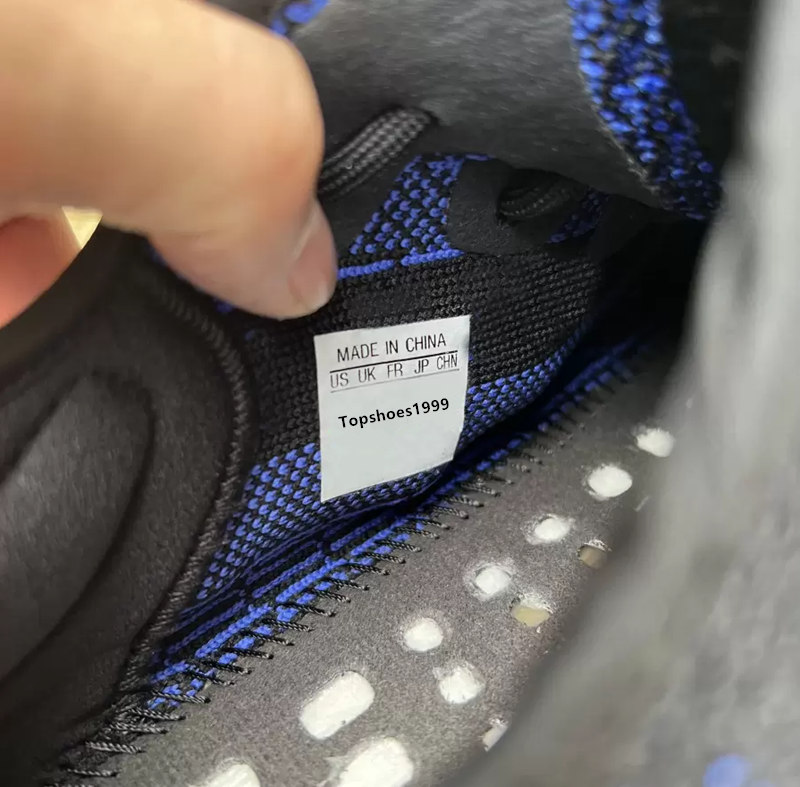 MADE IN CHINA
US UK FR JP CHN
Topshoes1999